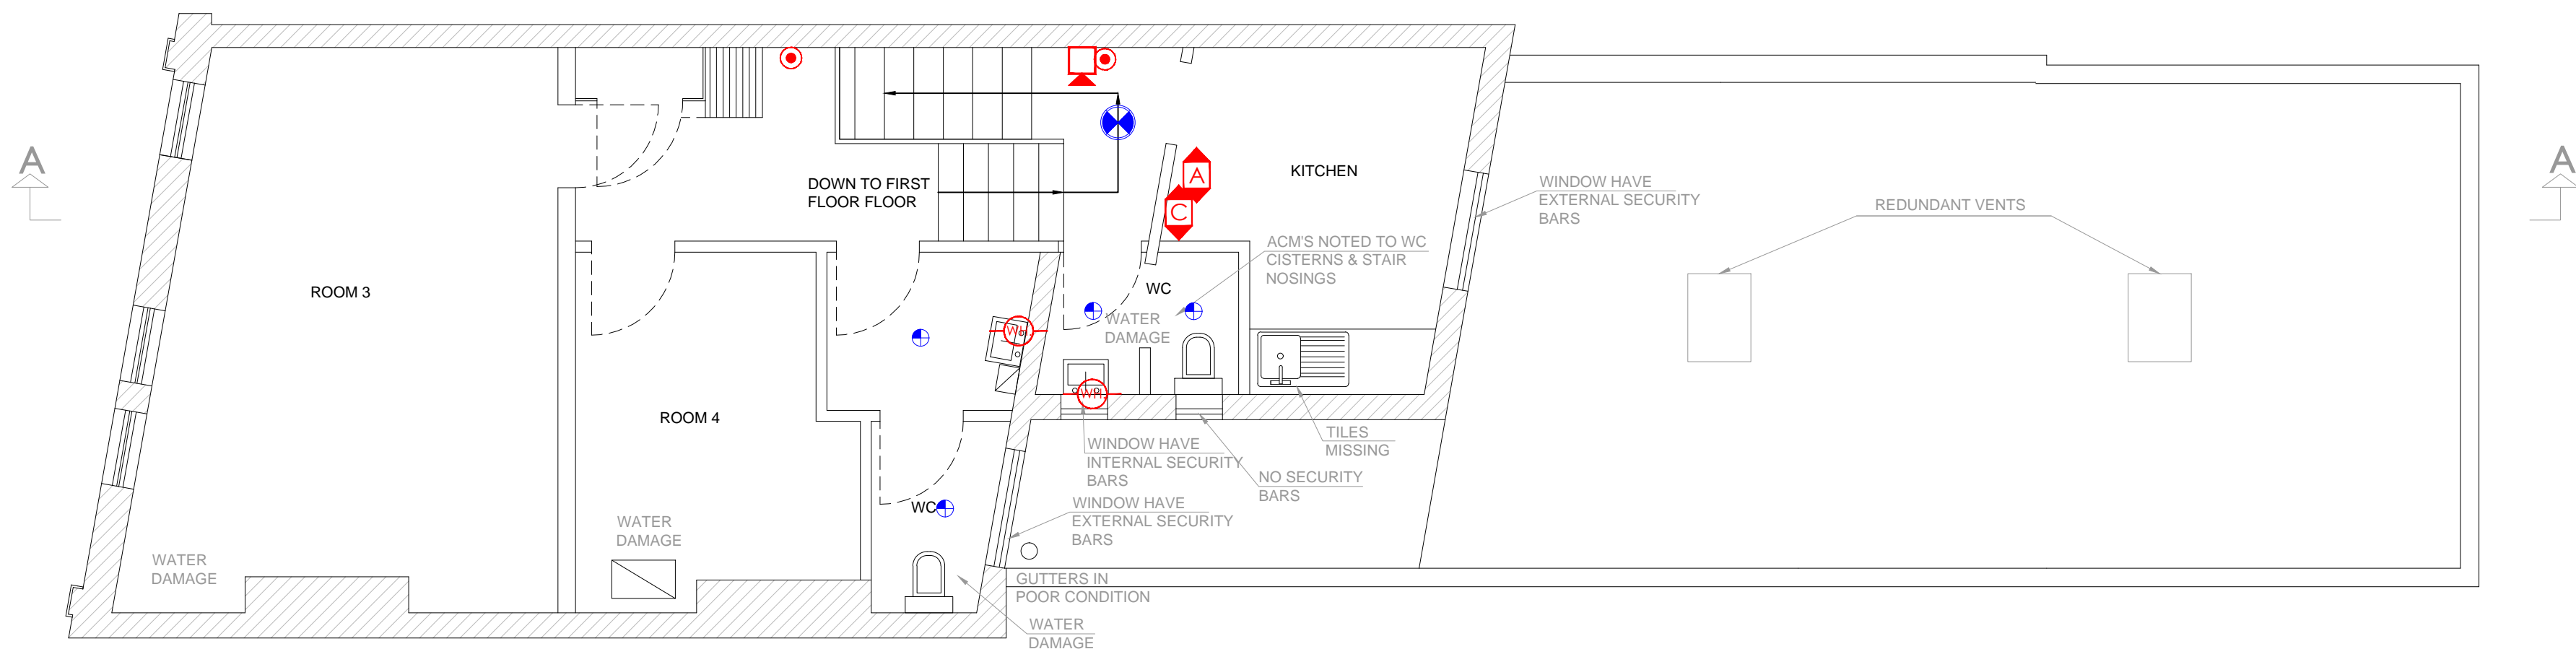 A
A
KITCHEN
A
C
DOWN TO FIRST
FLOOR FLOOR
WINDOW HAVE
EXTERNAL SECURITY
BARS
REDUNDANT VENTS
ACM'S NOTED TO WC
CISTERNS & STAIR
NOSINGS
ROOM 3
WC
WATER
DAMAGE
WH.
WH.
ROOM 4
TILES
MISSING
WINDOW HAVE
INTERNAL SECURITY
BARS
NO SECURITY
BARS
WINDOW HAVE
EXTERNAL SECURITY
BARS
WC
WATER
DAMAGE
WATER
DAMAGE
GUTTERS IN
POOR CONDITION
WATER
DAMAGE